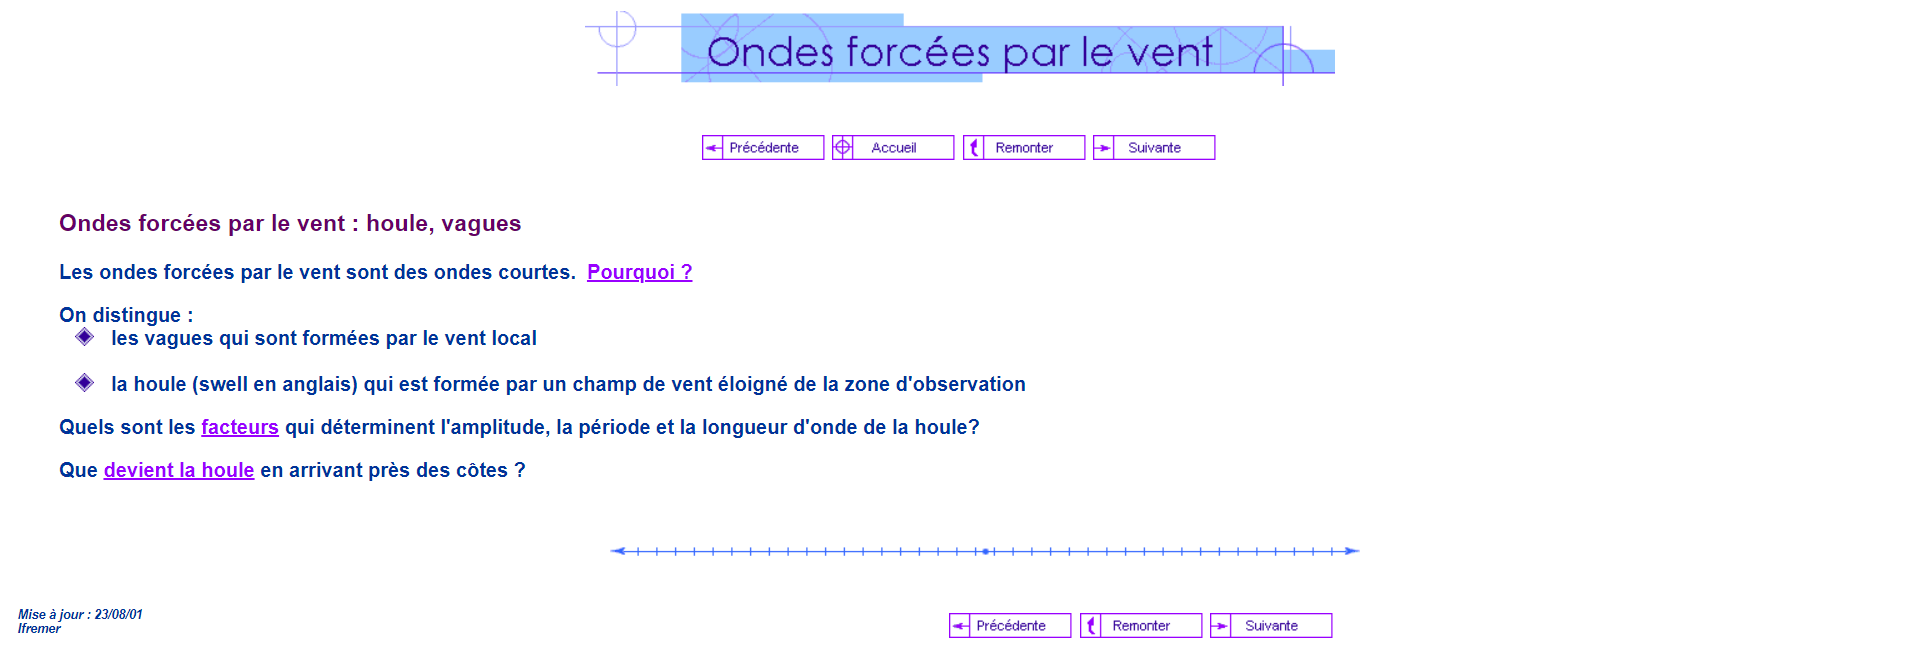 Ondes forcées par le vent
Précédente Accueil Remonter Suivante
Ondes forcées par le vent : houle, vagues
Les ondes forcées par le vent sont des ondes courtes. Pourquoi ?
On distingue :
les vagues qui sont formées par le vent local
la houle (swell en anglais) qui est formée par un champ de vent éloigné de la zone d'observation
Quels sont les facteurs qui déterminent l'amplitude, la période et la longueur d'onde de la houle?
Que devient la houle en arrivant près des côtes ?
Mise à jour : 23/08/01
Ifremer
Précédente Remonter Suivante